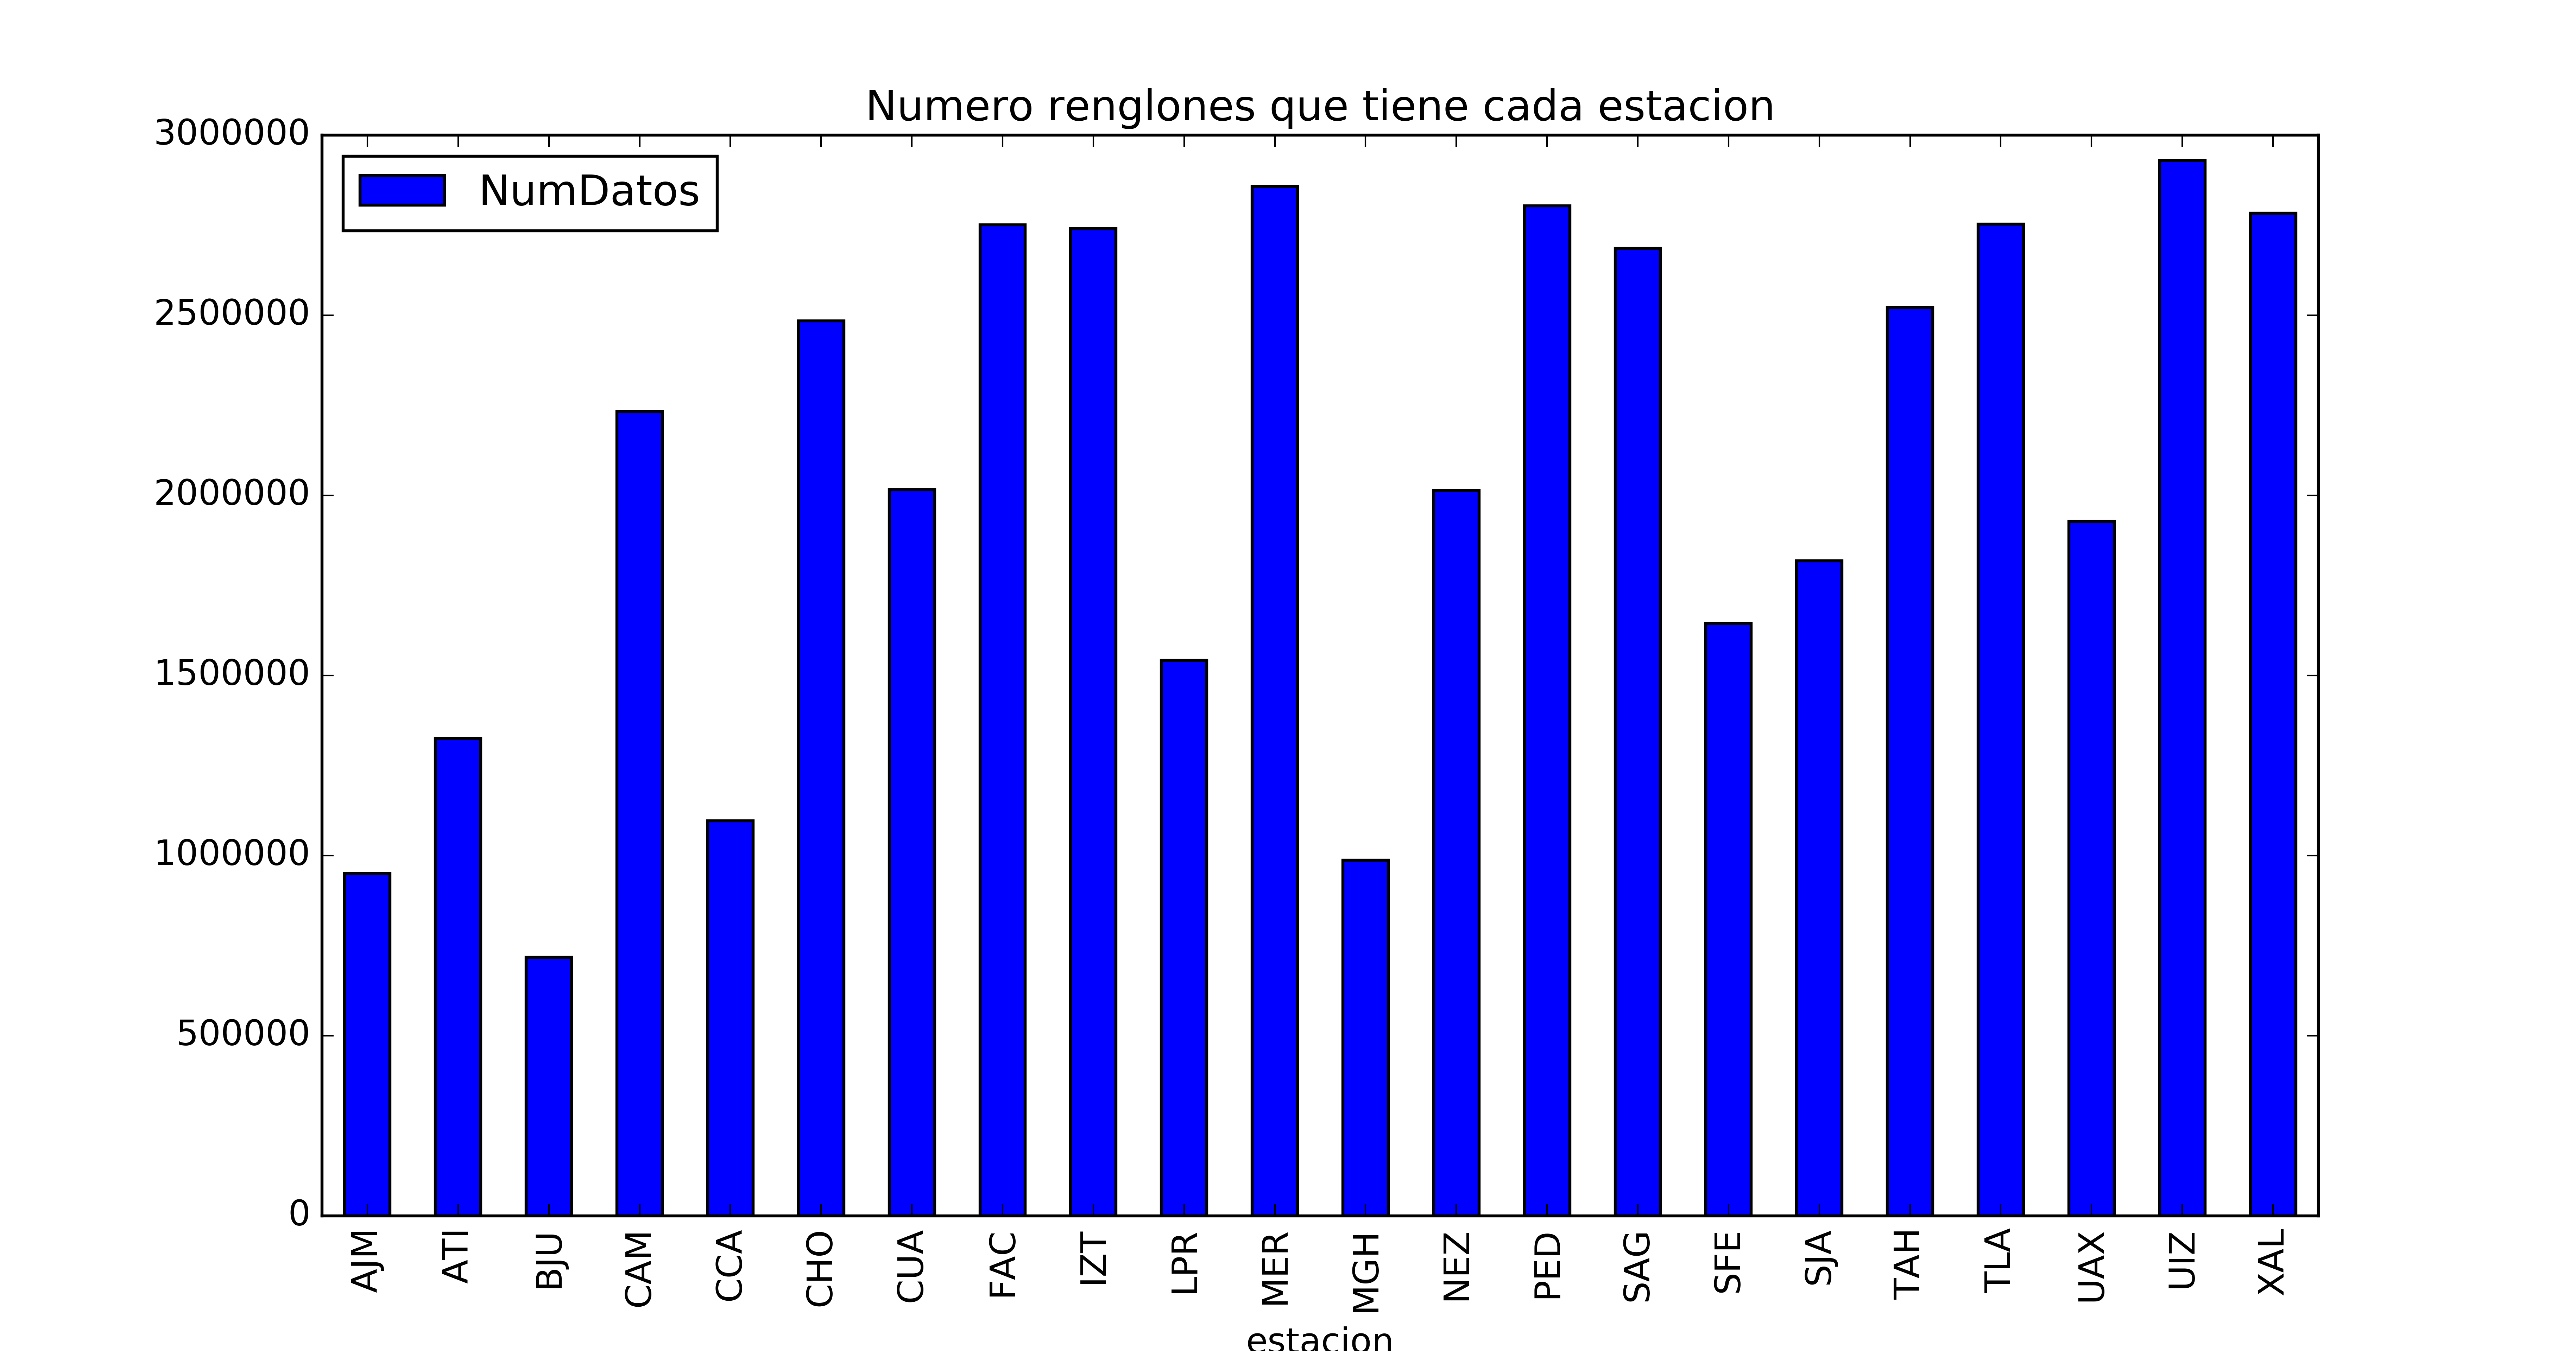 Numero renglones que tiene cada estacion
3000000
NumDatos
2500000
2000000
1500000
1000000
500000
0
AJM ATI BJU CAM CCA CHO CUA FAC IZT LPR MER MGH NEZ PED SAG SFE SJA TAH TLA UAX UIZ XAL
estacion